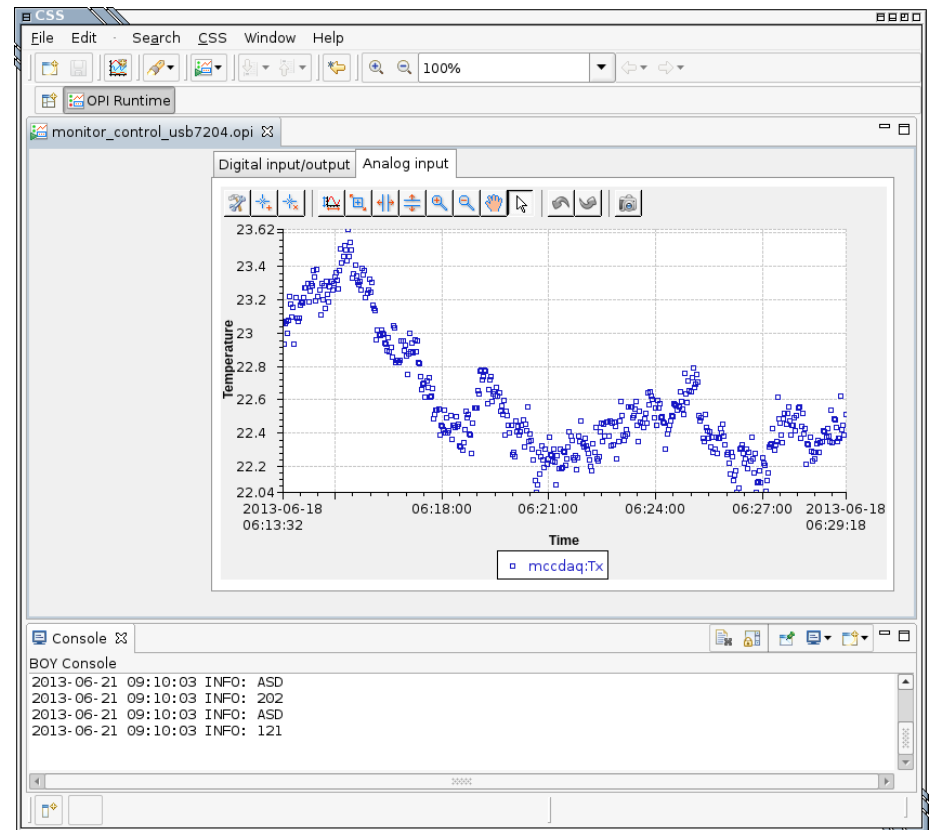 CSS
File Edit · Search CSS Window Help
100%
OPI Runtime
monitor_control_usb7204.opi
Digital input/output Analog input
23.62
23.4
23.2
23
22.8
22.6
22.4
22.2
22.04
Temperature
2013-06-18 06:18:00 06:21:00 06:24:00 06:27:00 2013-06-18
06:13:32 06:29:18
Time
mccdaq:Tx
Console
BOY Console
2013-06-21 09:10:03 INFO: ASD
2013-06-21 09:10:03 INFO: 202
2013-06-21 09:10:03 INFO: ASD
2013-06-21 09:10:03 INFO: 121